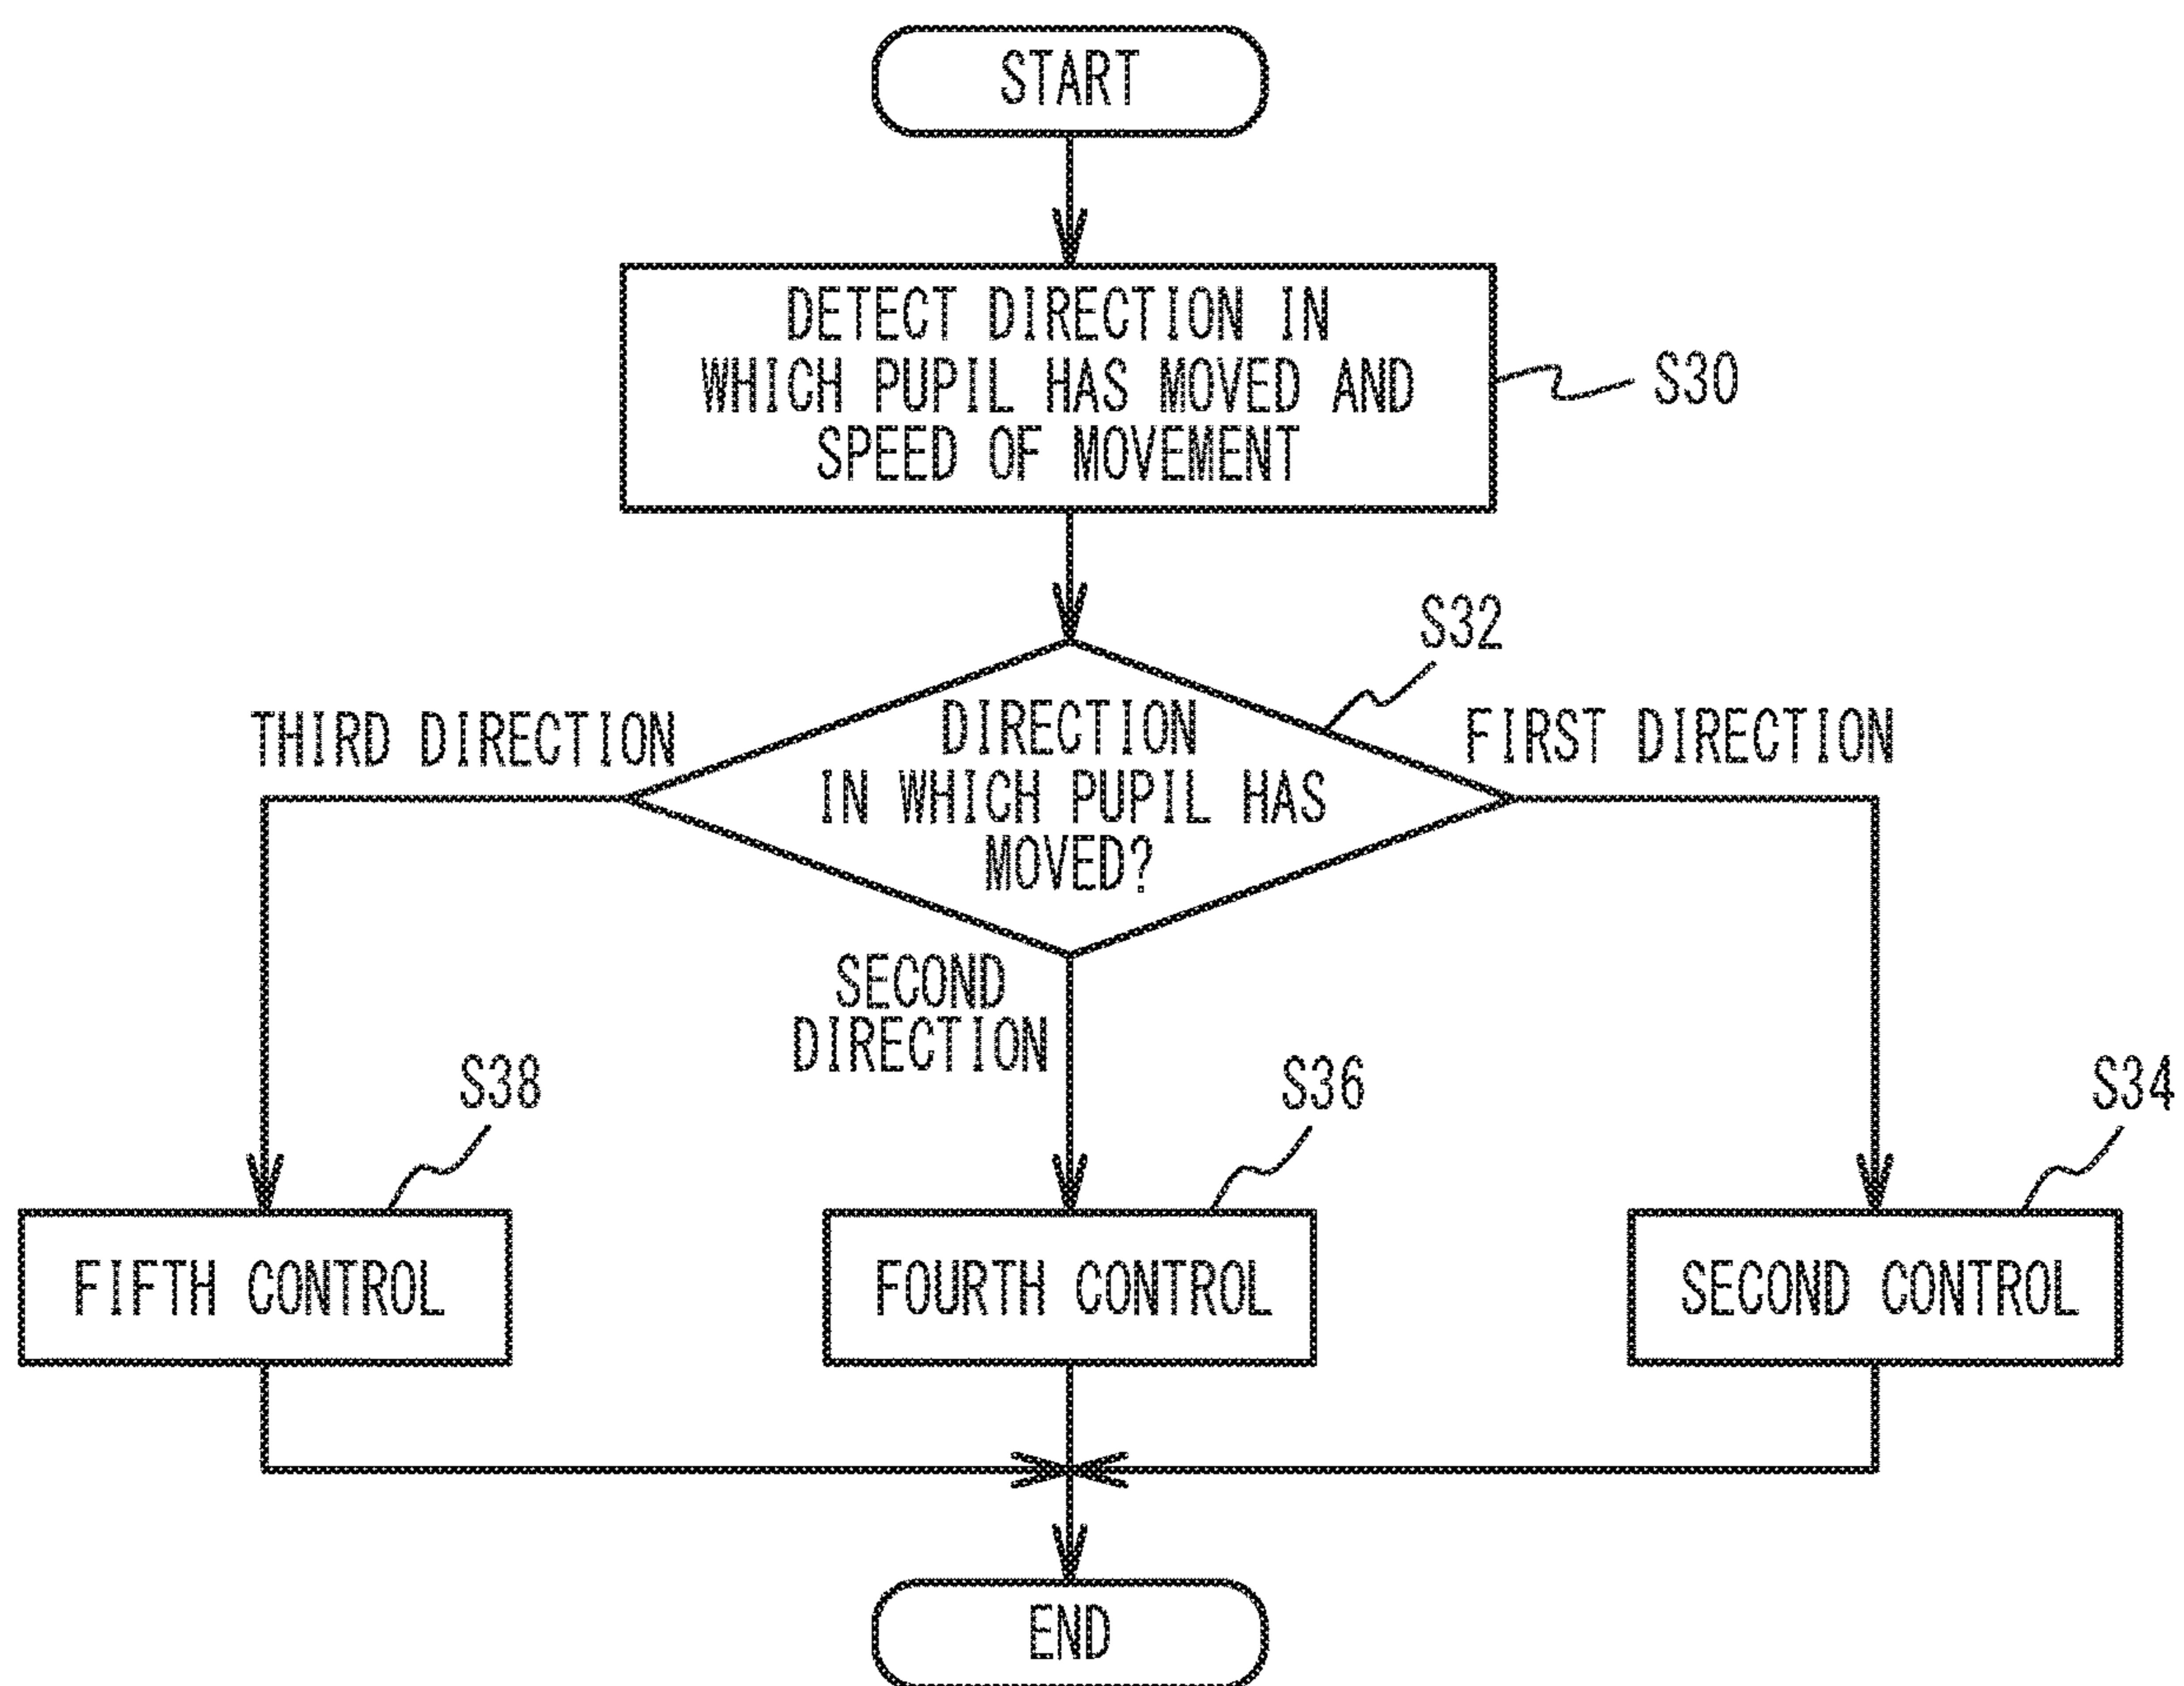 START
DETECT DIRECTION IN
WHICH PUPIL HAS MOVED AND
SPEED OF MOVEMENT
S30
S32
DIRECTION
IN WHICH PUPIL HAS
MOVED?
THIRD DIRECTION
FIRST DIRECTION
SECOND
DIRECTION
S38
S36
S34
FIFTH CONTROL
FOURTH CONTROL
SECOND CONTROL
END